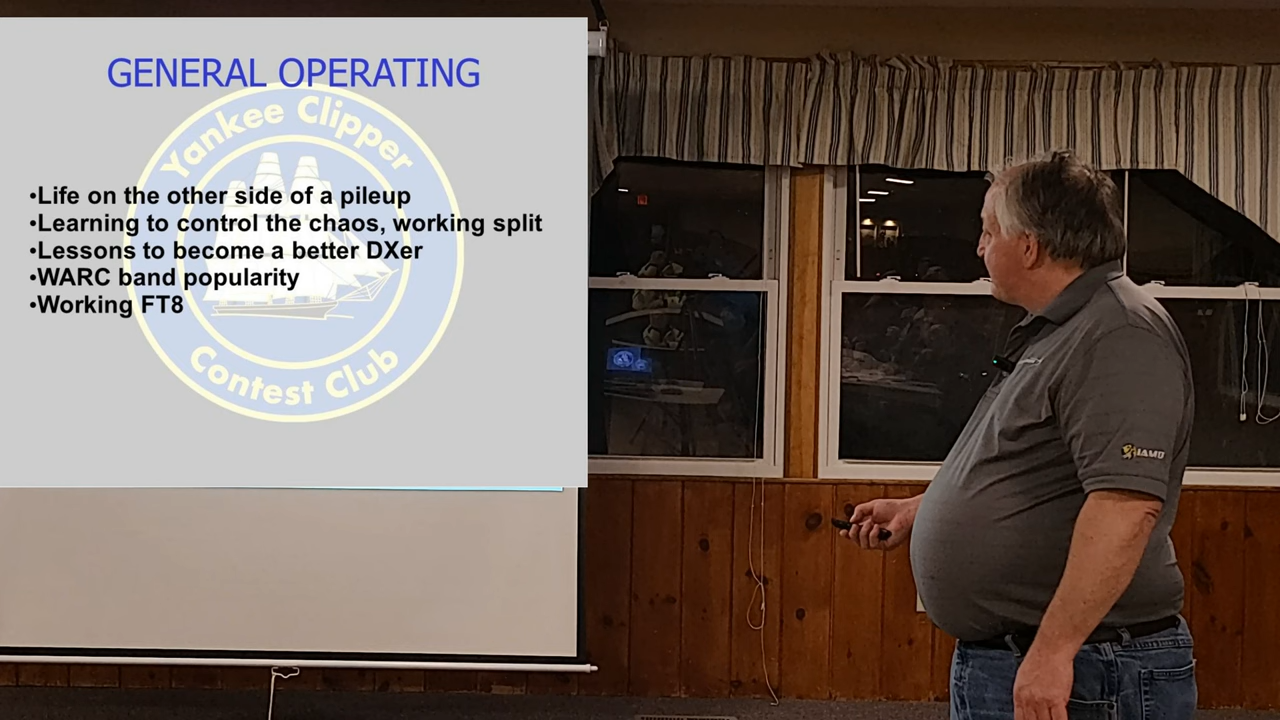 GENERAL OPERATING
Yankee Clipper
•Life on the other side of a pileup
•Learning to control the chaos, working split
•Lessons to become a better DXer
•WARC band popularity
•Working FT8
Contest Club